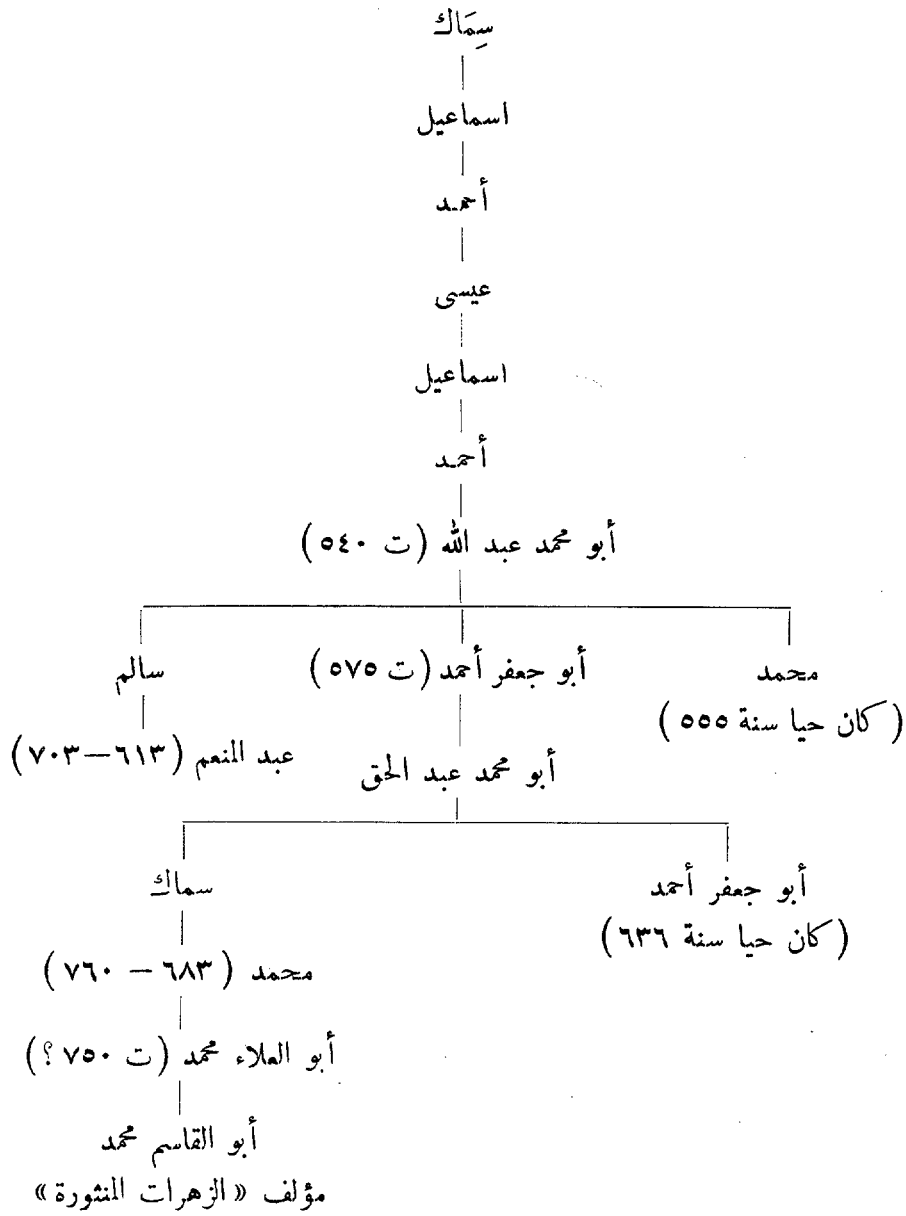 سِمَاك
اسماعيل
أحمد
عيسى
اسماعيل
أحمد
أبو محمد عبد الله (ت ٥٤٠)
محمد
(كان حيا سنة ٥٥٥)
أبو جعفر أحمد (ت ٥٧٥)
سالم
عبد المنعم (٦١٣—٧٠٣)
أبو محمد عبد الحق
أبو جعفر أحمد
(كان حيا سنة ٦٣٦)
سماك
محمد (٦٨٣ – ٧٦٠)
أبو العلاء محمد (ت ٧٥٠ ؟)
أبو القاسم محمد
مؤلف «الزهرات المنثورة»